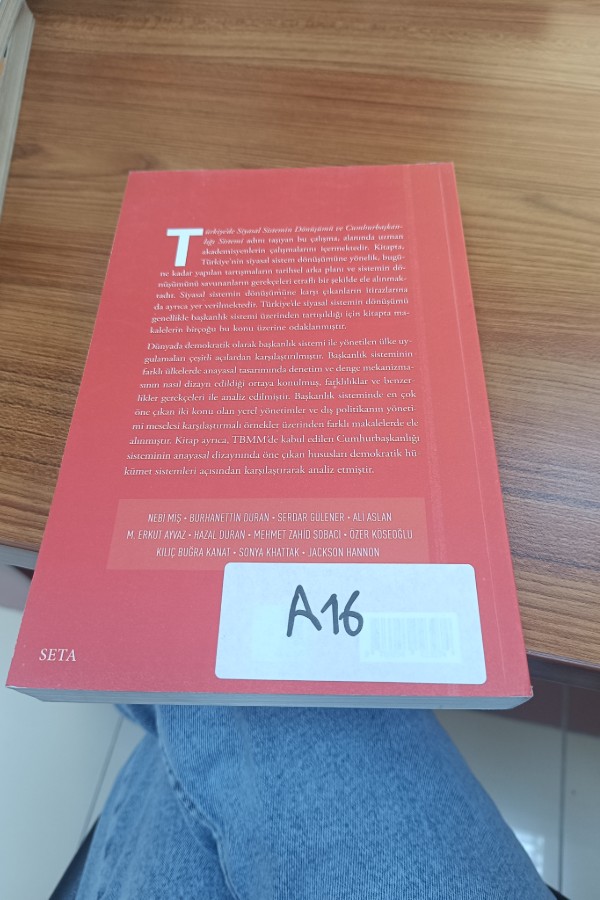 Türkiye'de Siyasal Sistemin Dönüşümü ve Cumhurbaşkan-
lığı Sistemi adını taşıyan bu çalışma, alanında uzman
akademisyenlerin çalışmalarını içermektedir. Kitapta,
Türkiye'nin siyasal sistem dönüşümüne yönelik, bugü-
ne kadar yapılan tartışmaların tarihsel arka planı ve sistemin dö-
nüşümünü savunanların gerekçeleri etraflı bir şekilde ele alınmak-
tadır. Siyasal sistemin dönüşümüne karşı çıkanların itirazlarına
da ayrıca yer verilmektedir. Türkiye'de siyasal sistemin dönüşümü
genellikle başkanlık sistemi üzerinden tartışıldığı için kitapta ma-
kalelerin birçoğu bu konu üzerine odaklanmıştır.
Dünyada demokratik olarak başkanlık sistemi ile yönetilen ülke uy-
gulamaları çeşitli açılardan karşılaştırılmıştır. Başkanlık sisteminin
farklı ülkelerde anayasal tasarımında denetim ve denge mekanizma-
sının nasıl dizayn edildiği ortaya konulmuş, farklılıklar ve benzer-
likler gerekçeleri ile analiz edilmiştir. Başkanlık sisteminde en çok
öne çıkan iki konu olan yerel yönetimler ve dış politikanın yöneti-
mi meselesi karşılaştırmalı örnekler üzerinden farklı makalelerde ele
alınmıştır. Kitap ayrıca, TBMM'de kabul edilen Cumhurbaşkanlığı
sisteminin anayasal dizaynında öne çıkan hususları demokratik hü
kümet sistemleri açısından karşılaştırarak analiz etmiştir.
NEBİ MİŞ • BURHANETTİN DURAN • SERDAR GÜLENER • ALİ ASLAN
M. ERKUT AYVAZ • HAZAL DURAN • MEHMET ZAHİD SOBACI • ÖZER KÖSEOĞLU
KILIÇ BUĞRA KANAT • SONYA KHATTAK • JACKSON HANNON
A16
SETA